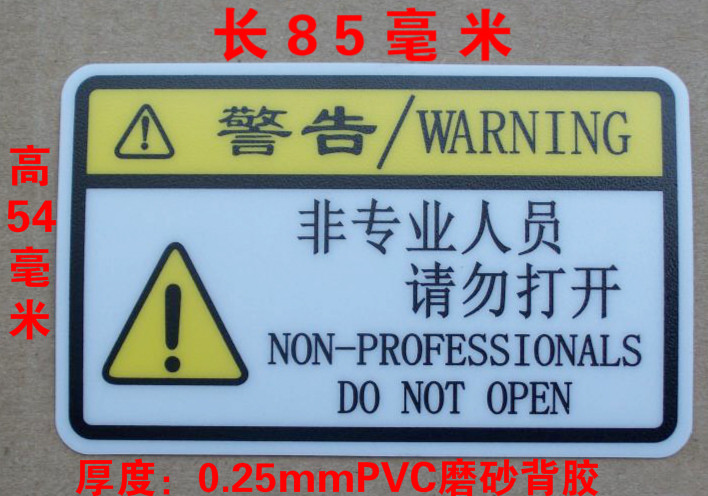 长85毫米
高54毫米
警告/WARNING
非专业人员
请勿打开
NON-PROFESSIONALS
DO NOT OPEN
厚度：0.25mmPVC磨砂背胶